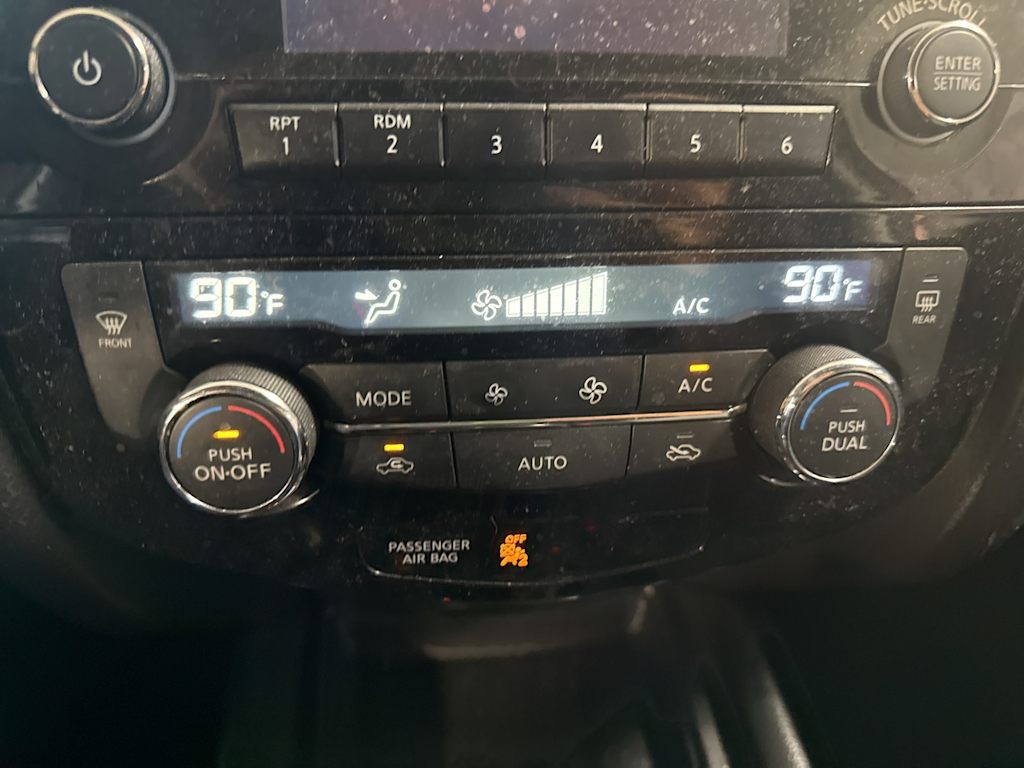 TUNE·SCROLL
ENTER
SETTING
RPT
1
RDM
2
3
4
5
6
90°F
A/C
90°F
FRONT
REAR
MODE
A/C
PUSH
ON·OFF
AUTO
PUSH
DUAL
PASSENGER
AIR BAG
OFF
2